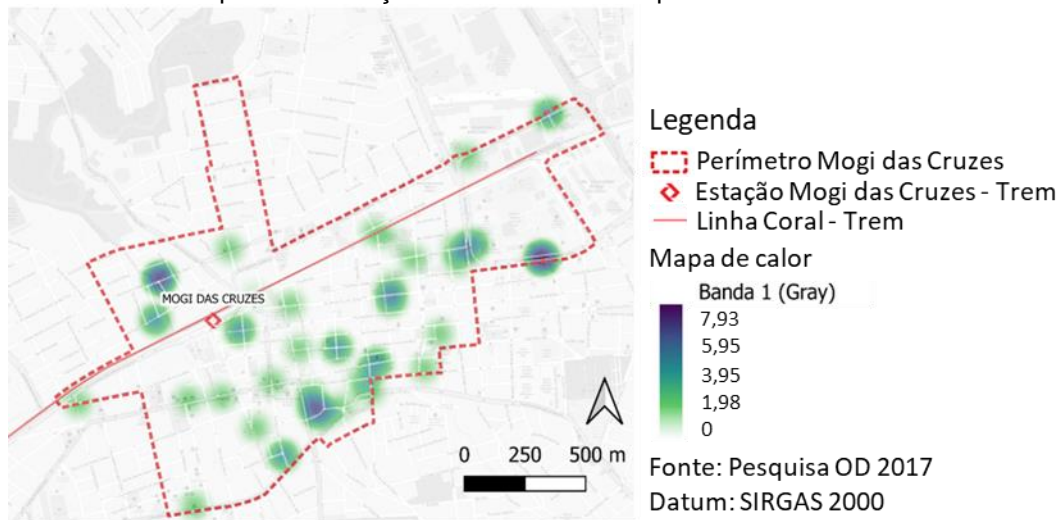 MOGI DAS CRUZES
0 250 500 m
Legenda
Perímetro Mogi das Cruzes
Estação Mogi das Cruzes - Trem
Linha Coral - Trem
Mapa de calor
Banda 1 (Gray)
7,93
5,95
3,95
1,98
0
Fonte: Pesquisa OD 2017
Datum: SIRGAS 2000